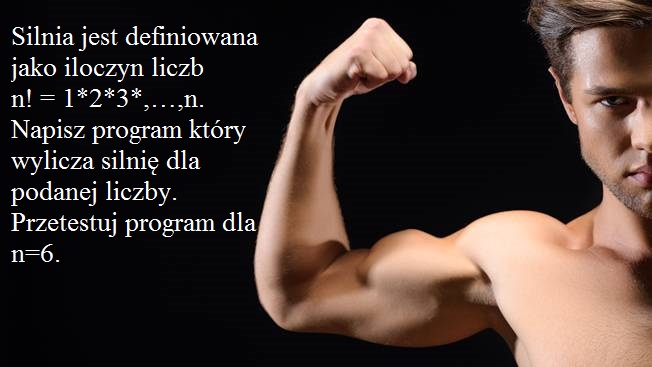 Silnia jest definiowana
jako iloczyn liczb
n! = 1*2*3*,…,n.
Napisz program który
wylicza silnię dla
podanej liczby.
Przetestuj program dla
n=6.